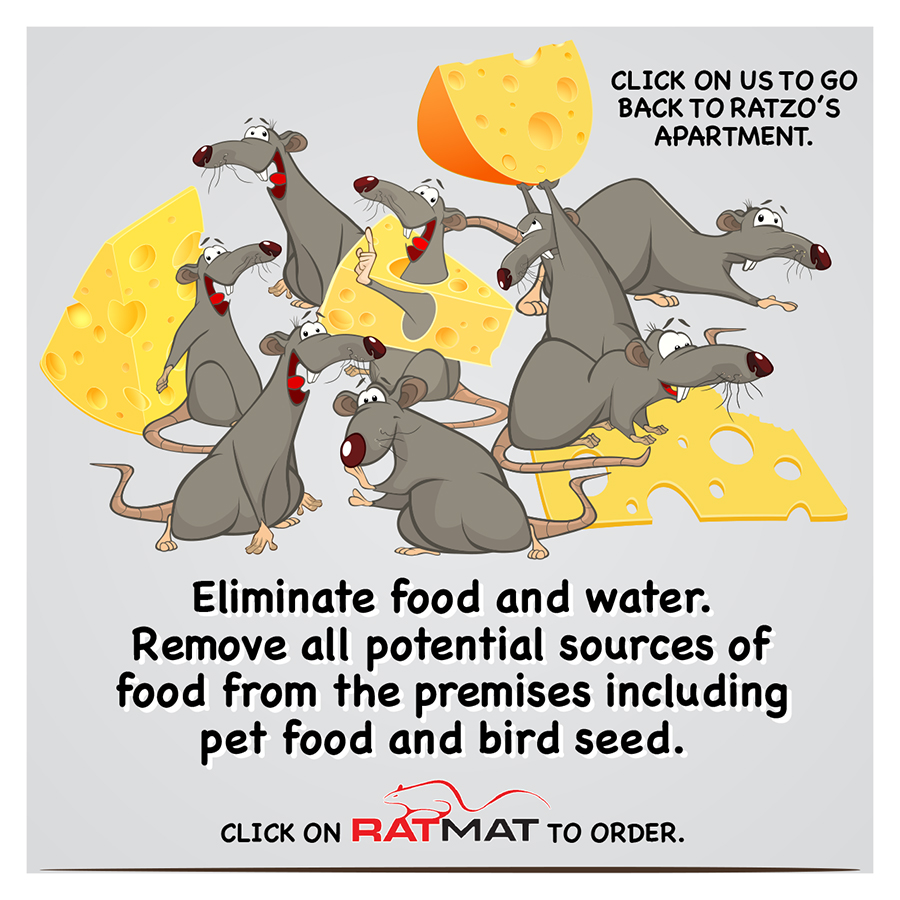 CLICK ON US TO GO
BACK TO RATZO'S
APARTMENT.
Eliminate food and water.
Remove all potential sources of
food from the premises including
pet food and bird seed.
CLICK ON RATMAT TO ORDER.